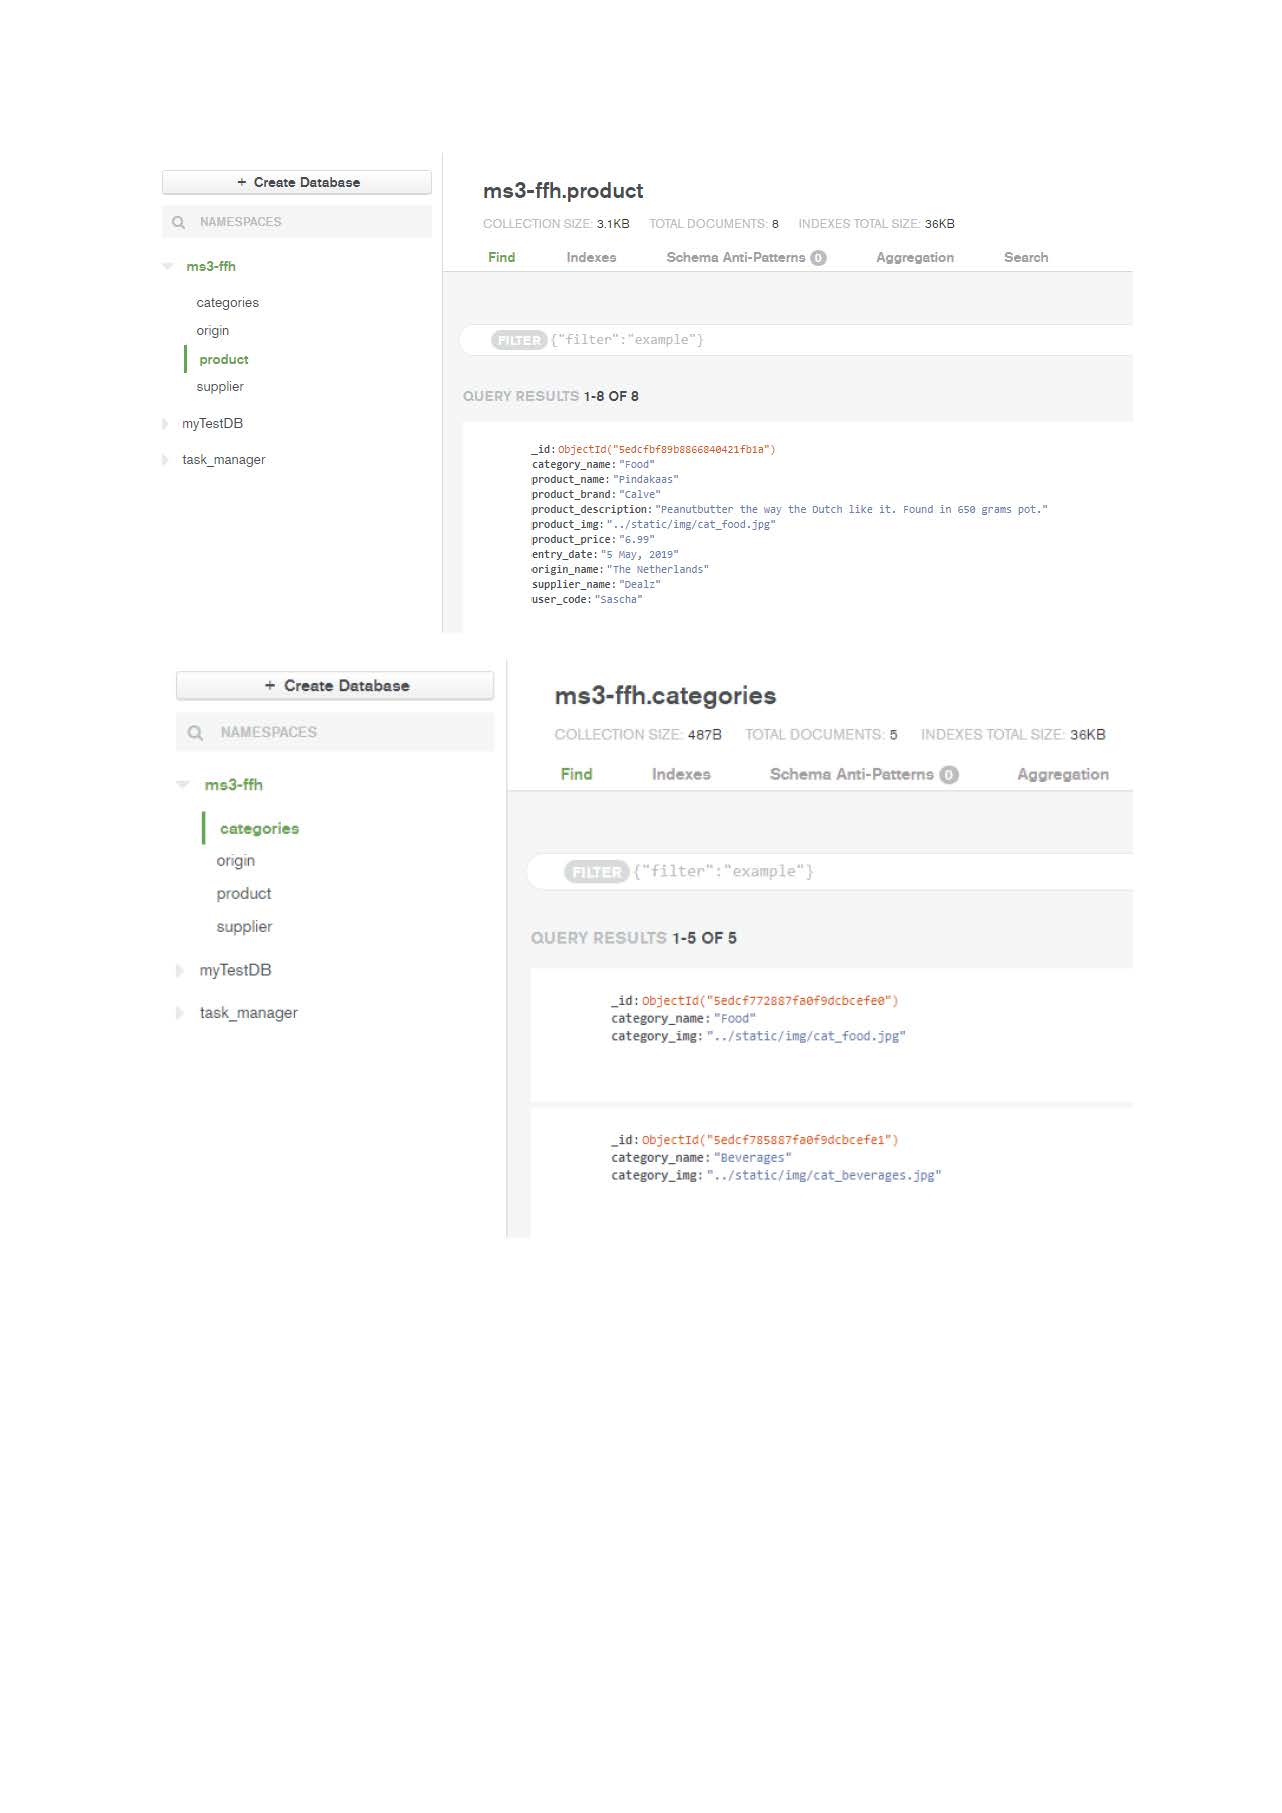 + Create Database
NAMESPACES
ms3-ffh
categories
origin
product
supplier
myTestDB
task_manager
ms3-ffh.product
COLLECTION SIZE: 3.1KB TOTAL DOCUMENTS: 8 INDEXES TOTAL SIZE: 36KB
Find Indexes Schema Anti-Patterns 0 Aggregation Search
FILTER {"filter":"example"}
QUERY RESULTS 1-8 OF 8
_id: ObjectId("5edcfbf89b8866840421fb1a")
category_name: "Food"
product_name: "Pindakaas"
product_brand: "Calve"
product_description: "Peanutbutter the way the Dutch like it. Found in 650 grams pot."
product_img: "../static/img/cat_food.jpg"
product_price: "6.99"
entry_date: "5 May, 2019"
origin_name: "The Netherlands"
supplier_name: "Dealz"
user_code: "Sascha"
+ Create Database
NAMESPACES
ms3-ffh
categories
origin
product
supplier
myTestDB
task_manager
ms3-ffh.categories
COLLECTION SIZE: 487B TOTAL DOCUMENTS: 5 INDEXES TOTAL SIZE: 36KB
Find Indexes Schema Anti-Patterns 0 Aggregation
FILTER {"filter":"example"}
QUERY RESULTS 1-5 OF 5
_id: ObjectId("5edcf772887fa0f9dcbcefe0")
category_name: "Food"
category_img: "../static/img/cat_food.jpg"
_id: ObjectId("5edcf785887fa0f9dcbcefe1")
category_name: "Beverages"
category_img: "../static/img/cat_beverages.jpg"